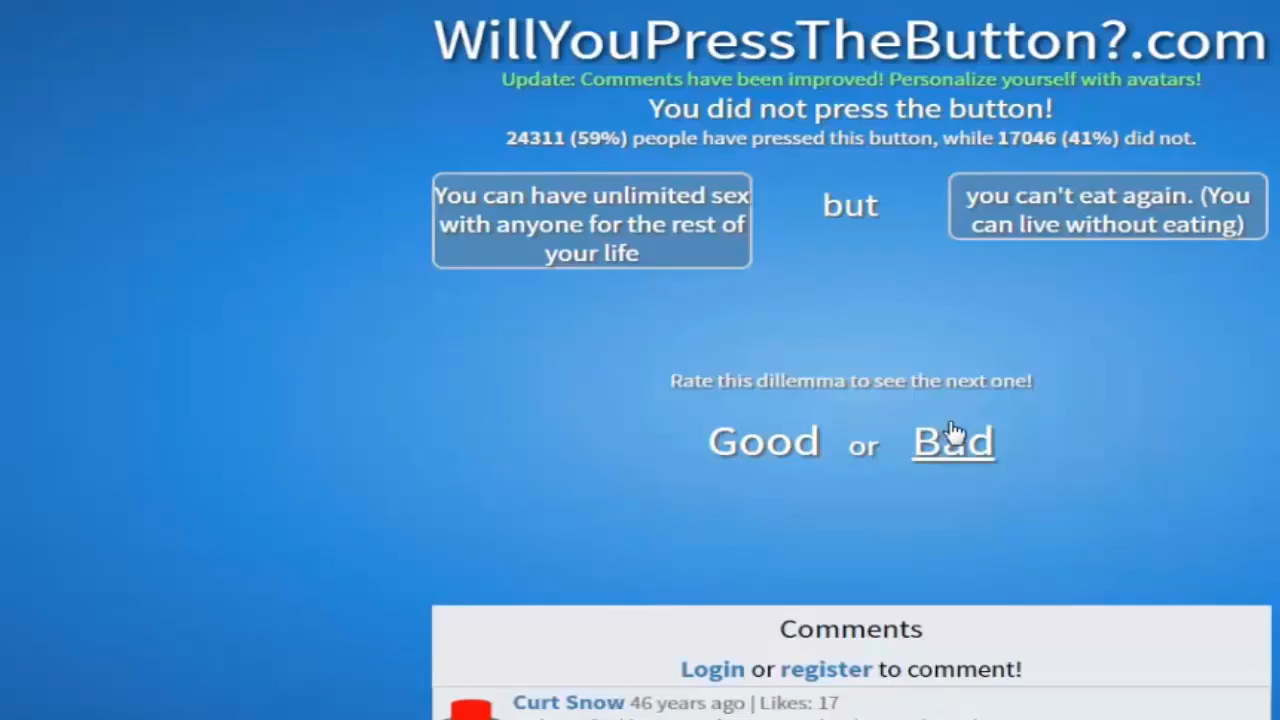 WillYouPressTheButton?.com
Update: Comments have been improved! Personalize yourself with avatars!
You did not press the button!
24311 (59%) people have pressed this button, while 17046 (41%) did not.
You can have unlimited sex
with anyone for the rest of
your life
but
you can't eat again. (You
can live without eating)
Rate this dillemma to see the next one!
Good or Bad
Comments
Login or register to comment!
Curt Snow 46 years ago | Likes: 17